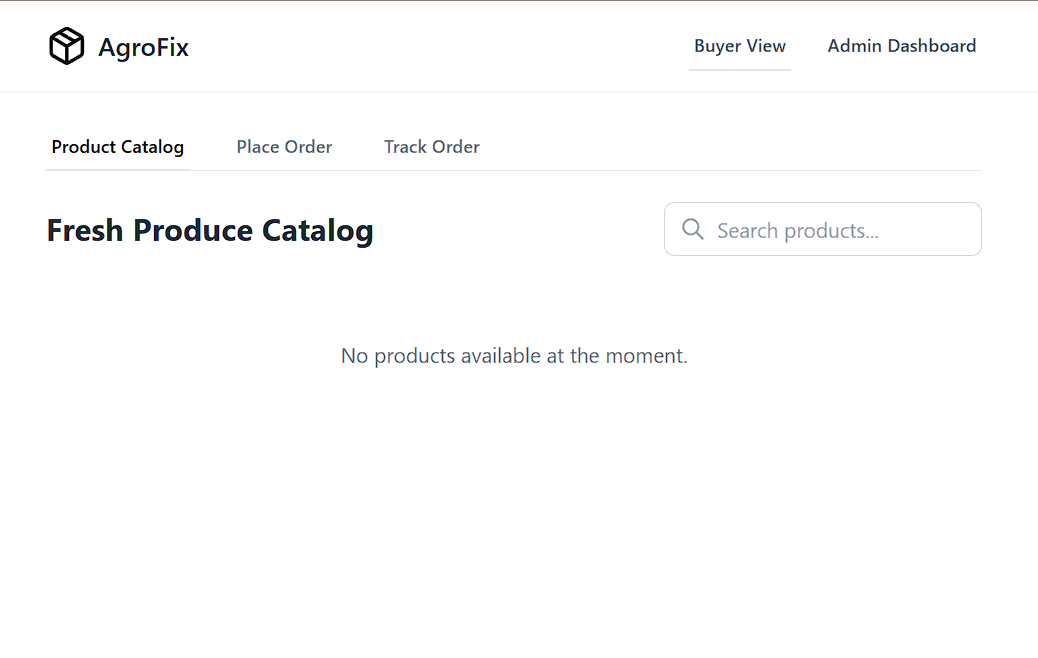 AgroFix
Buyer View
Admin Dashboard
Product Catalog
Place Order
Track Order
Fresh Produce Catalog
Search products...
No products available at the moment.